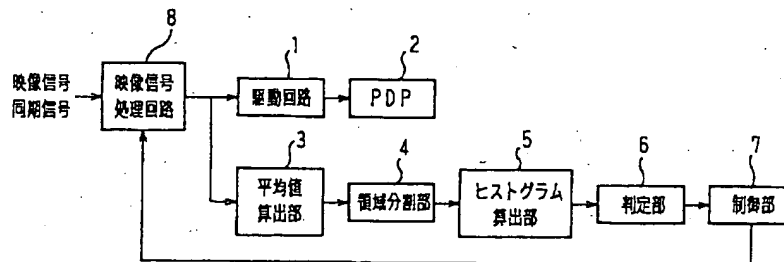 8
映像信号
同期信号
映像信号
処理回路
1
駆動回路
2
PDP
3
平均値
算出部
4
領域分割部
5
ヒストグラム
算出部
6
判定部
7
制御部